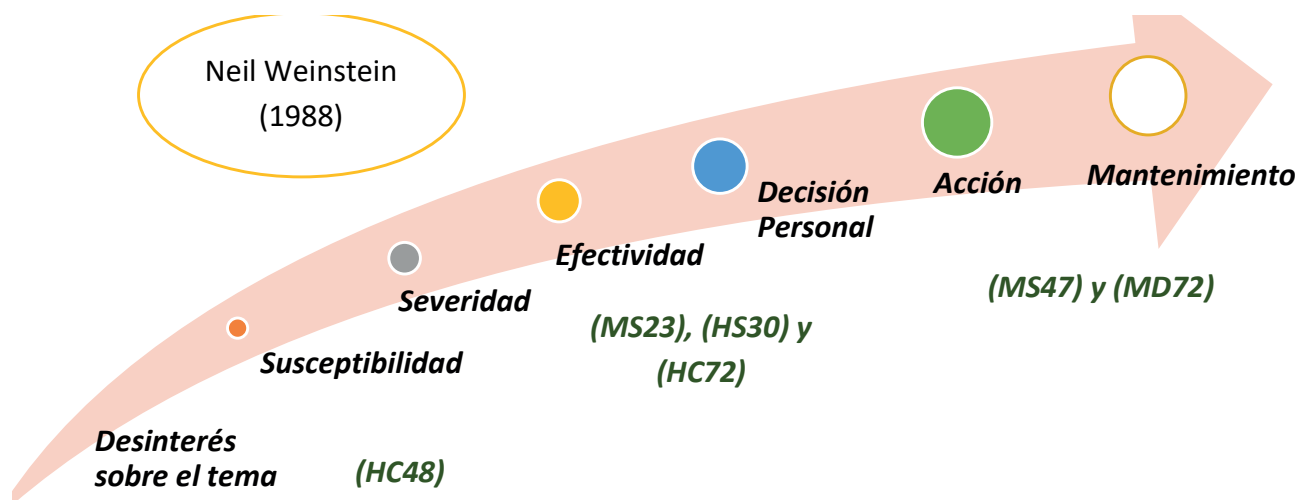 Neil Weinstein
(1988)
Mantenimiento
Acción
Decisión
Personal
Efectividad
Severidad
Susceptibilidad
Desinterés
sobre el tema
(HC48)
(MS23), (HS30) y
(HC72)
(MS47) y (MD72)